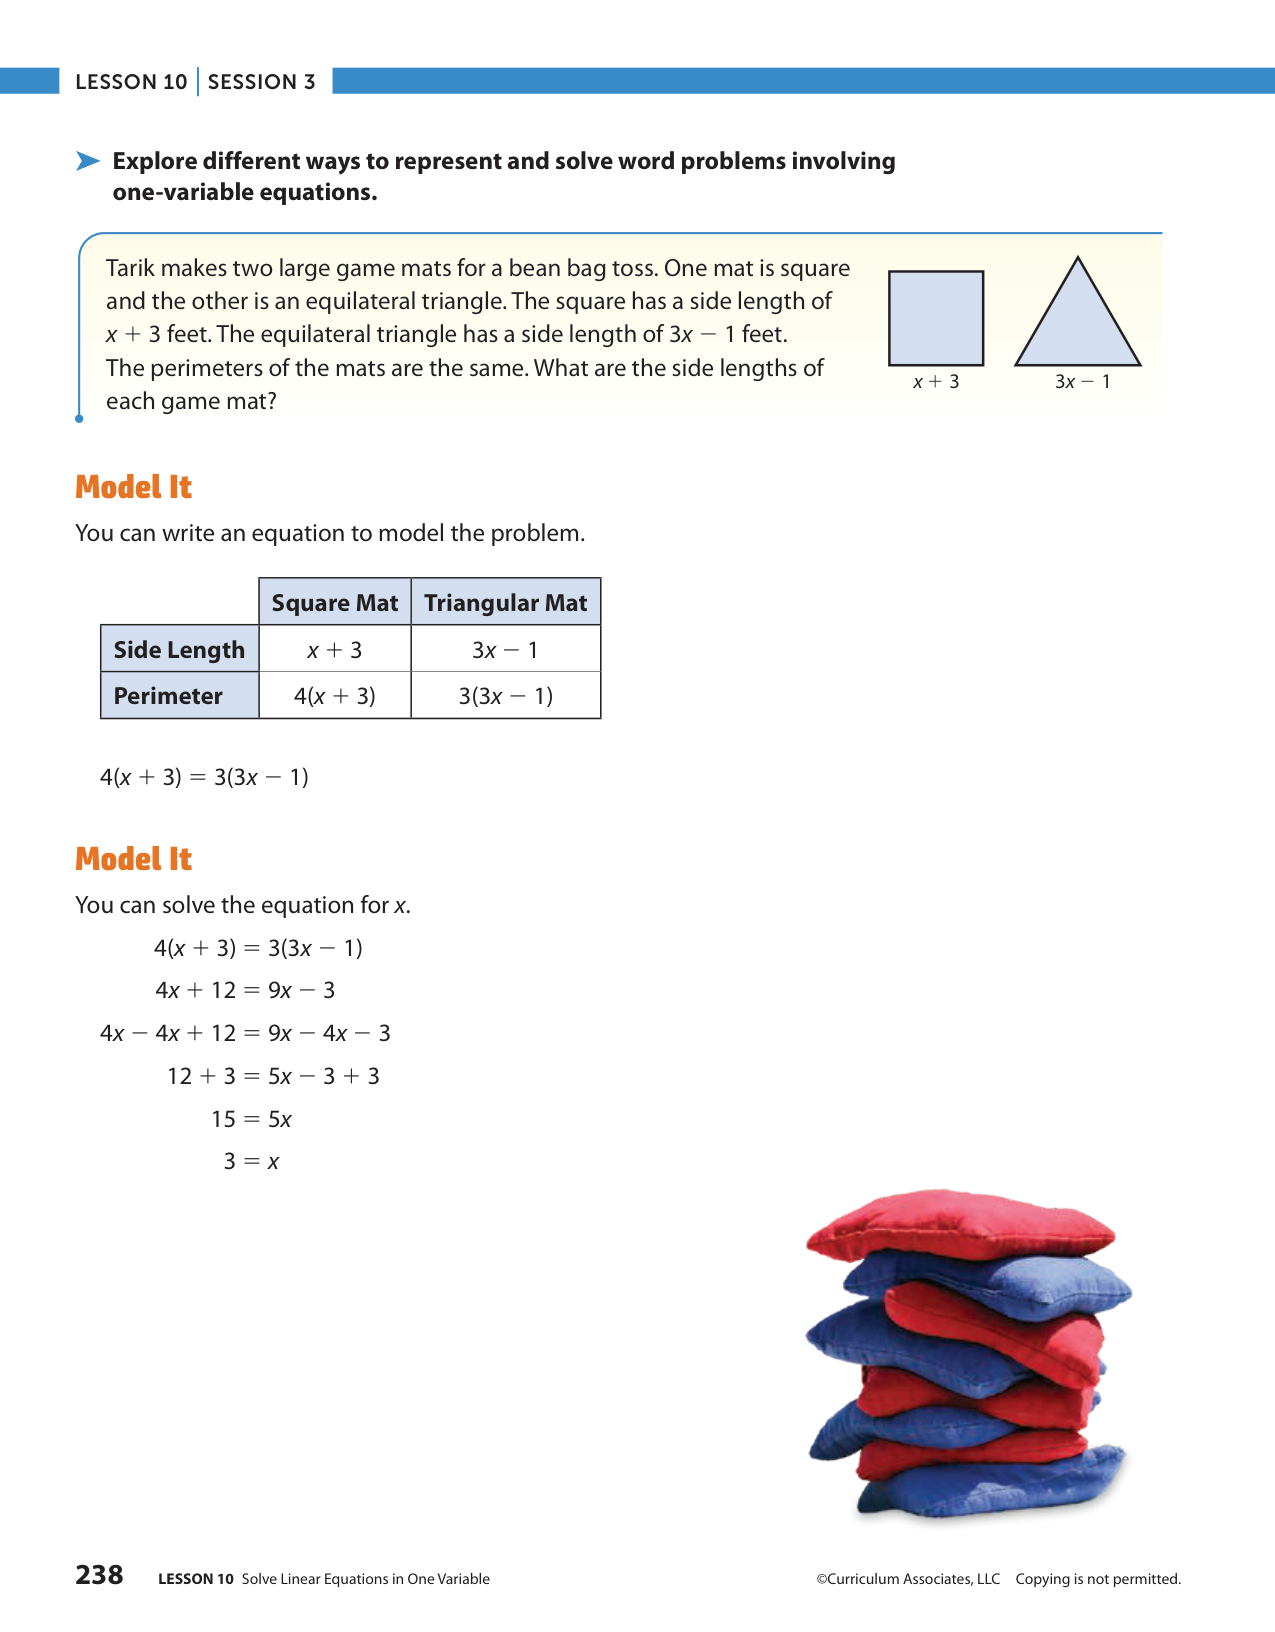 LESSON 10 | SESSION 3
➤ Explore different ways to represent and solve word problems involving
one-variable equations.
Tarik makes two large game mats for a bean bag toss. One mat is square
and the other is an equilateral triangle. The square has a side length of
x + 3 feet. The equilateral triangle has a side length of 3x − 1 feet.
The perimeters of the mats are the same. What are the side lengths of
each game mat?
x + 3
3x − 1
Model It
You can write an equation to model the problem.
Square Mat Triangular Mat
Side Length x + 3 3x − 1
Perimeter 4(x + 3) 3(3x − 1)
4(x + 3) = 3(3x − 1)
Model It
You can solve the equation for x.
4(x + 3) = 3(3x − 1)
4x + 12 = 9x − 3
4x − 4x + 12 = 9x − 4x − 3
12 + 3 = 5x − 3 + 3
15 = 5x
3 = x
238 LESSON 10 Solve Linear Equations in One Variable ©Curriculum Associates, LLC Copying is not permitted.